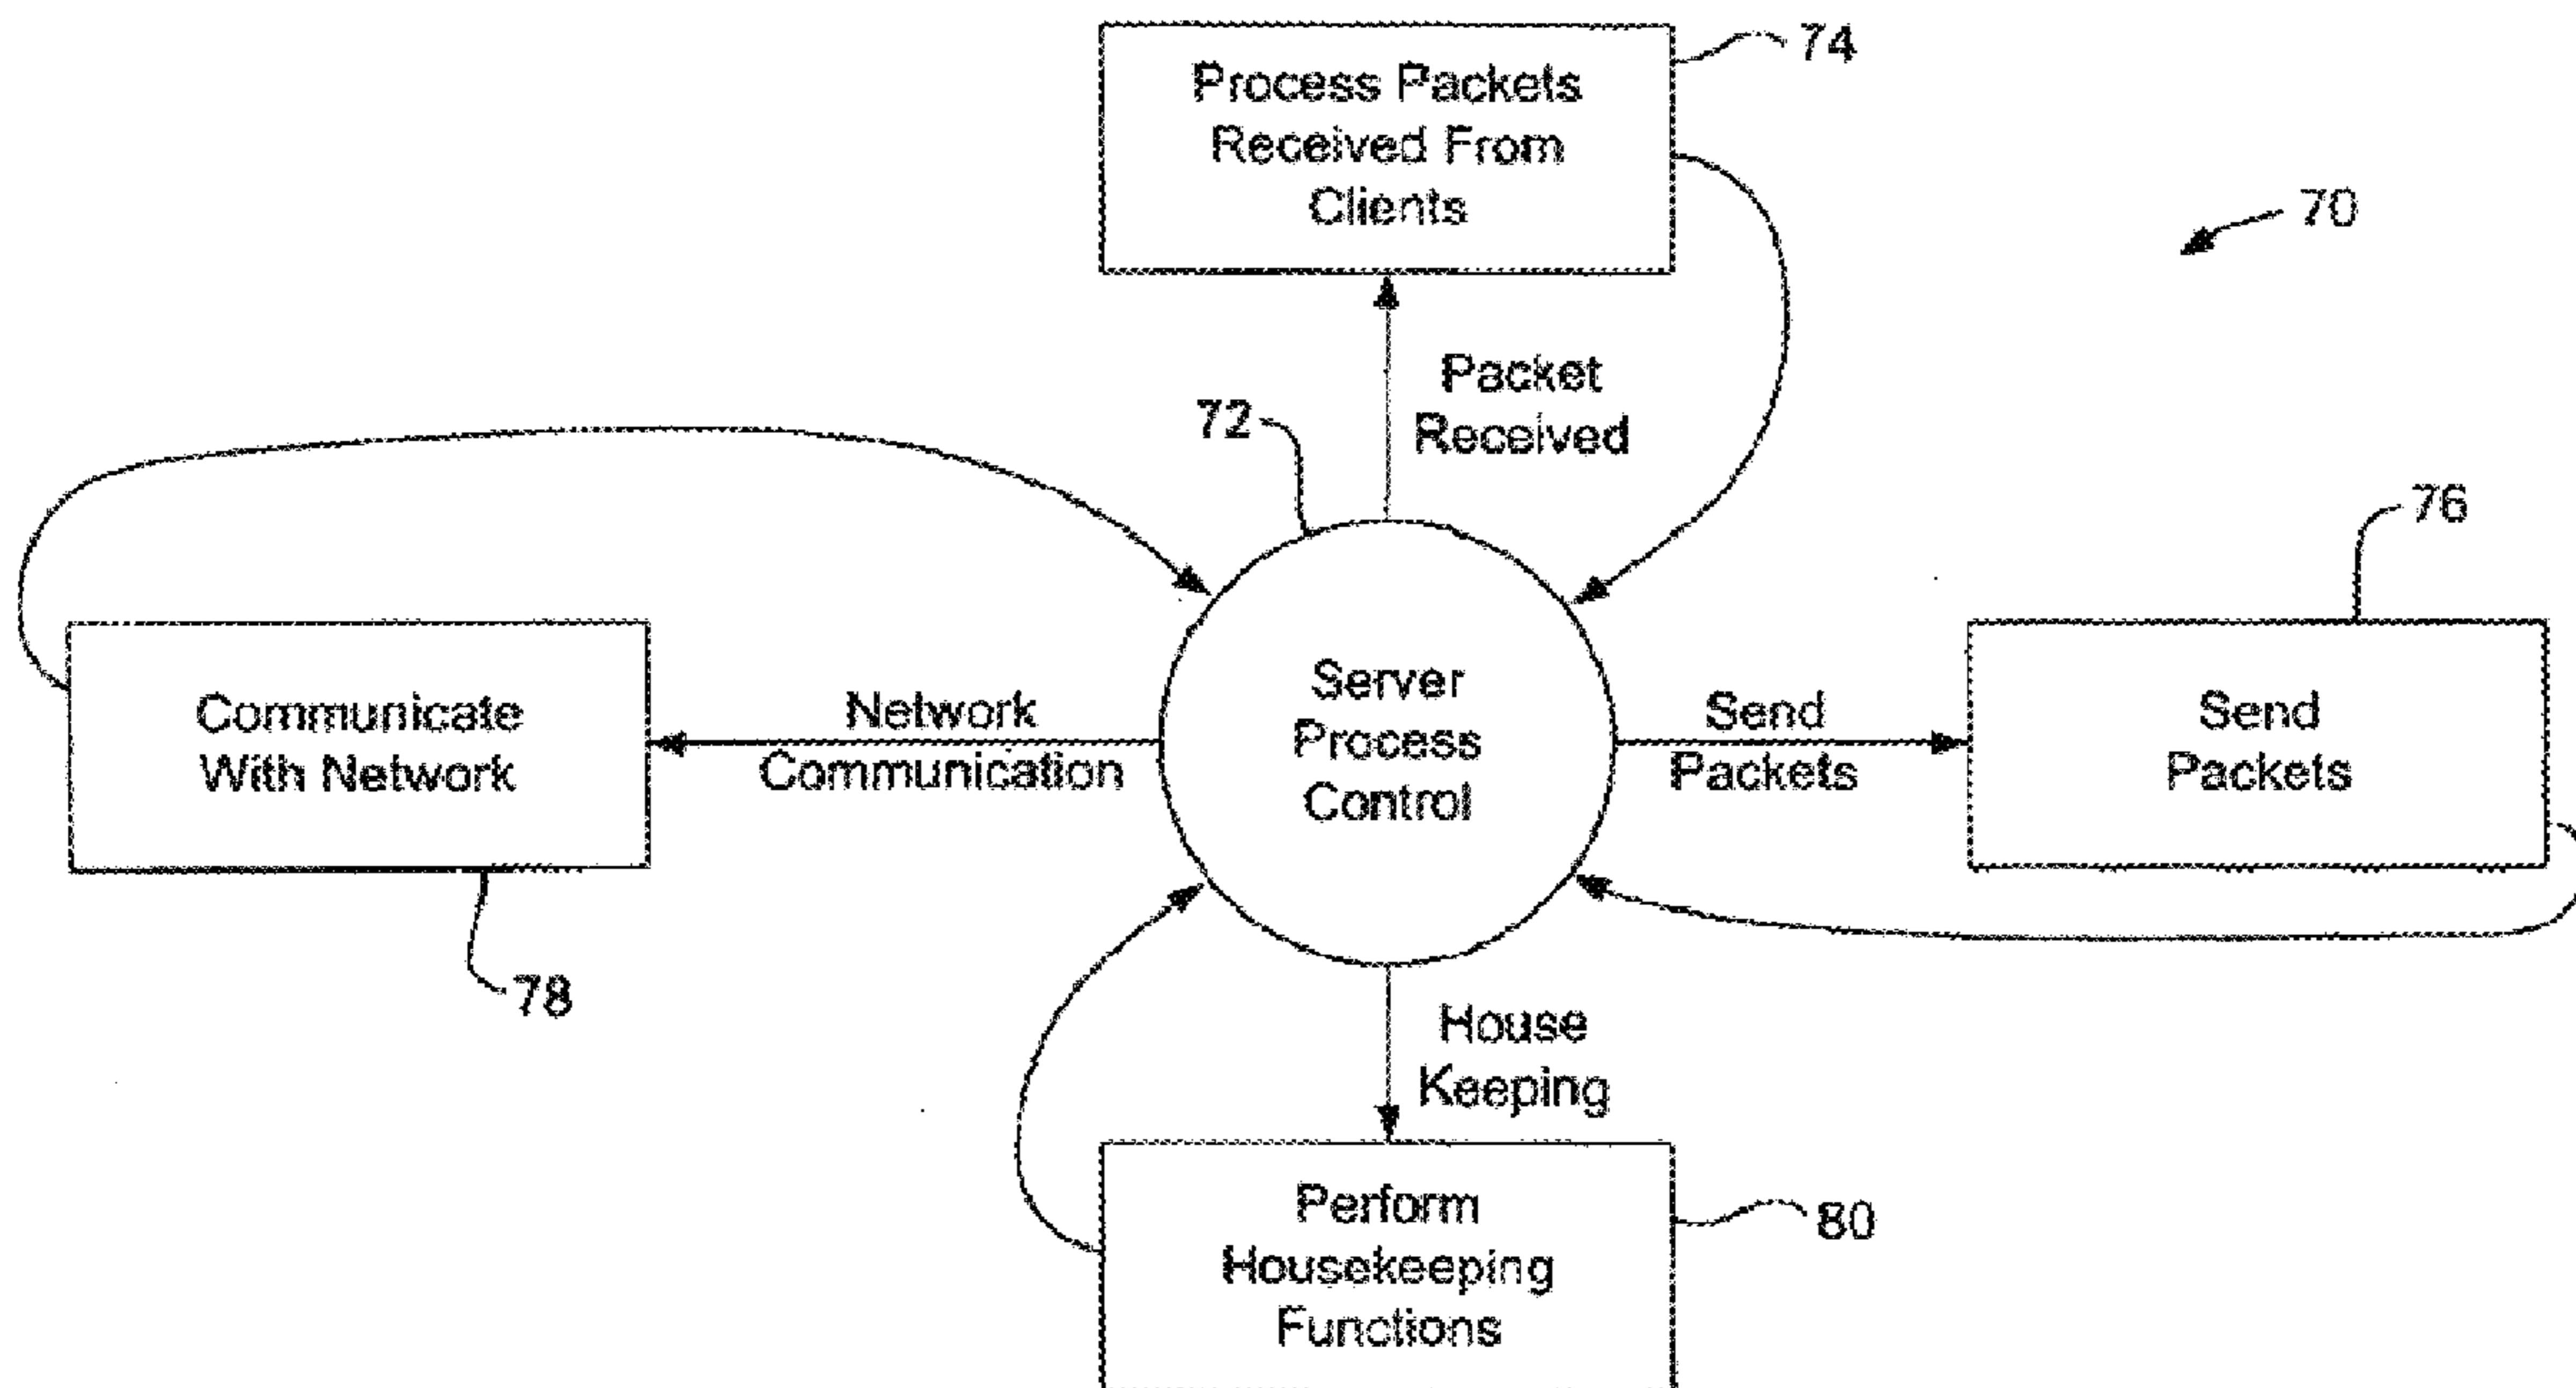 74
Process Packets
Received From
Clients
70
Packet
Received
72
76
Server
Process
Control
Communicate
With Network
Network
Communication
Send
Packets
Send
Packets
78
House
Keeping
80
Perform
Housekeeping
Functions